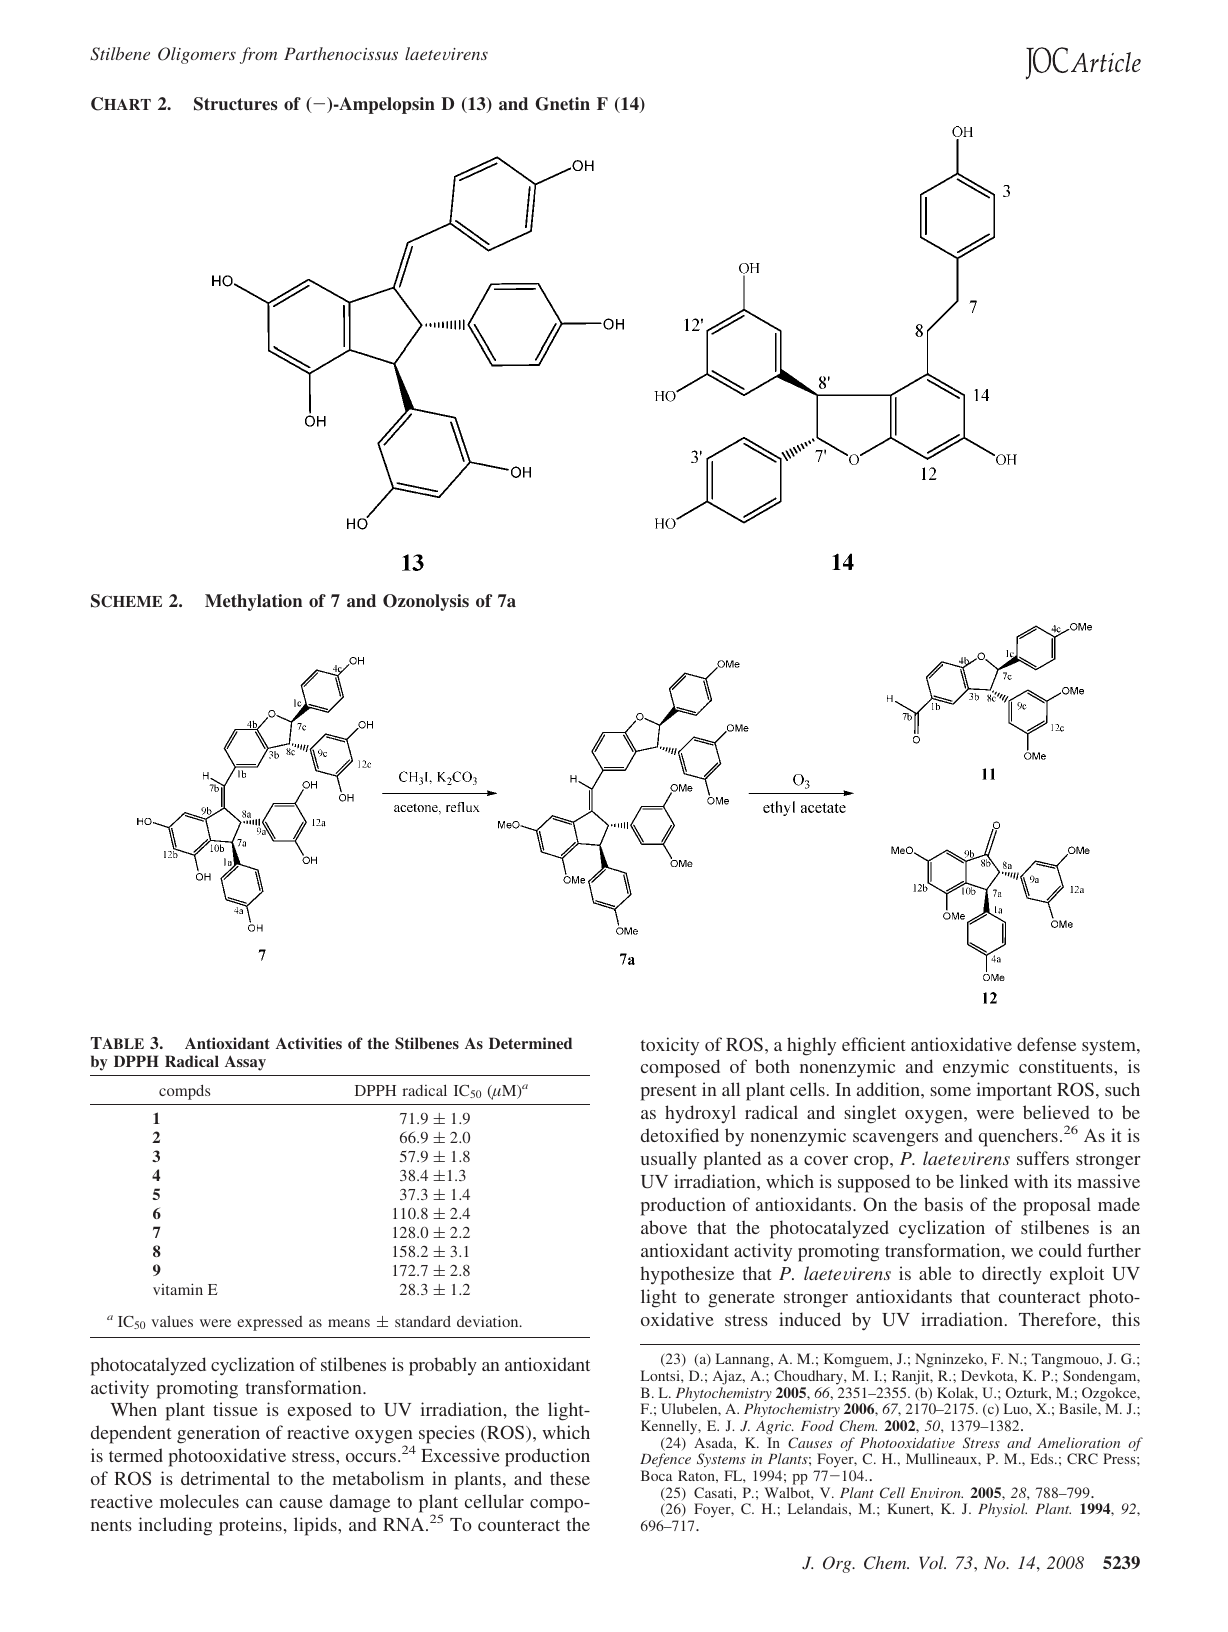 Stilbene Oligomers from Parthenocissus laetevirens
JOC Article
CHART 2. Structures of (−)-Ampelopsin D (13) and Gnetin F (14)
OH
HO
OH
OH
OH
HO
13
OH
3
7
8
OH
12'
HO
8'
14
3'
7'
O
12
OH
HO
14
SCHEME 2. Methylation of 7 and Ozonolysis of 7a
OH
4c
1c
O
4b
7c
OH
3b
8c
9c
12c
1b
OH
H
7b
OH
9b
8a
HO
9a
12a
10b
7a
12b
1a
OH
OH
4a
OH
7
CH3I, K2CO3
acetone, reflux
OMe
O
OMe
H
OMe
OMe
MeO
OMe
OMe
OMe
7a
O3
ethyl acetate
4c
OMe
O
1c
4b
7c
H
3b
8c
OMe
1b
9c
7b
12c
O
OMe
11
O
MeO
9b
8b
8a
OMe
9a
12b
10b
7a
12a
OMe
1a
OMe
4a
OMe
12
TABLE 3. Antioxidant Activities of the Stilbenes As Determined
by DPPH Radical Assay
compds DPPH radical IC50 (μM)a
1 71.9 ± 1.9
2 66.9 ± 2.0
3 57.9 ± 1.8
4 38.4 ±1.3
5 37.3 ± 1.4
6 110.8 ± 2.4
7 128.0 ± 2.2
8 158.2 ± 3.1
9 172.7 ± 2.8
vitamin E 28.3 ± 1.2
a IC50 values were expressed as means ± standard deviation.
photocatalyzed cyclization of stilbenes is probably an antioxidant
activity promoting transformation.
When plant tissue is exposed to UV irradiation, the light-
dependent generation of reactive oxygen species (ROS), which
is termed photooxidative stress, occurs.24 Excessive production
of ROS is detrimental to the metabolism in plants, and these
reactive molecules can cause damage to plant cellular compo-
nents including proteins, lipids, and RNA.25 To counteract the
toxicity of ROS, a highly efficient antioxidative defense system,
composed of both nonenzymic and enzymic constituents, is
present in all plant cells. In addition, some important ROS, such
as hydroxyl radical and singlet oxygen, were believed to be
detoxified by nonenzymic scavengers and quenchers.26 As it is
usually planted as a cover crop, P. laetevirens suffers stronger
UV irradiation, which is supposed to be linked with its massive
production of antioxidants. On the basis of the proposal made
above that the photocatalyzed cyclization of stilbenes is an
antioxidant activity promoting transformation, we could further
hypothesize that P. laetevirens is able to directly exploit UV
light to generate stronger antioxidants that counteract photo-
oxidative stress induced by UV irradiation. Therefore, this
(23) (a) Lannang, A. M.; Komguem, J.; Ngninzeko, F. N.; Tangmouo, J. G.;
Lontsi, D.; Ajaz, A.; Choudhary, M. I.; Ranjit, R.; Devkota, K. P.; Sondengam,
B. L. Phytochemistry 2005, 66, 2351–2355. (b) Kolak, U.; Ozturk, M.; Ozgokce,
F.; Ulubelen, A. Phytochemistry 2006, 67, 2170–2175. (c) Luo, X.; Basile, M. J.;
Kennelly, E. J. J. Agric. Food Chem. 2002, 50, 1379–1382.
(24) Asada, K. In Causes of Photooxidative Stress and Amelioration of
Defence Systems in Plants; Foyer, C. H., Mullineaux, P. M., Eds.; CRC Press;
Boca Raton, FL, 1994; pp 77−104..
(25) Casati, P.; Walbot, V. Plant Cell Environ. 2005, 28, 788–799.
(26) Foyer, C. H.; Lelandais, M.; Kunert, K. J. Physiol. Plant. 1994, 92,
696–717.
J. Org. Chem. Vol. 73, No. 14, 2008 5239